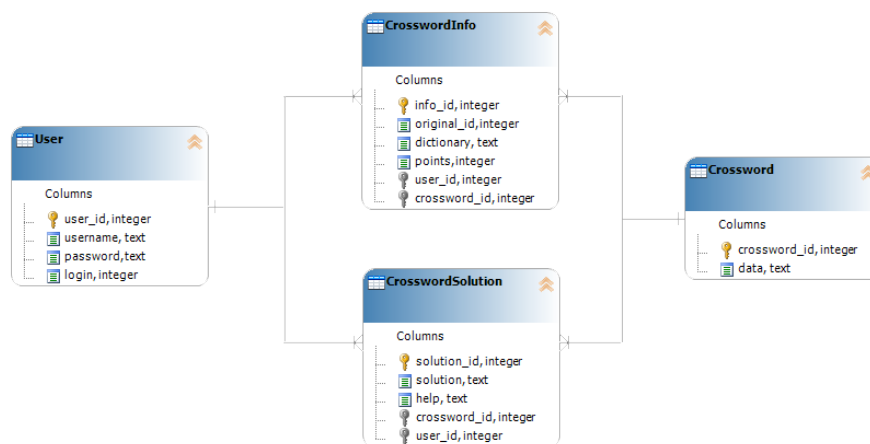 CrosswordInfo
Columns
info_id, integer
original_id,integer
dictionary, text
points,integer
user_id, integer
crossword_id, integer
User
Columns
user_id, integer
username, text
password,text
login, integer
Crossword
Columns
crossword_id, integer
data, text
CrosswordSolution
Columns
solution_id, integer
solution, text
help, text
crossword_id, integer
user_id, integer